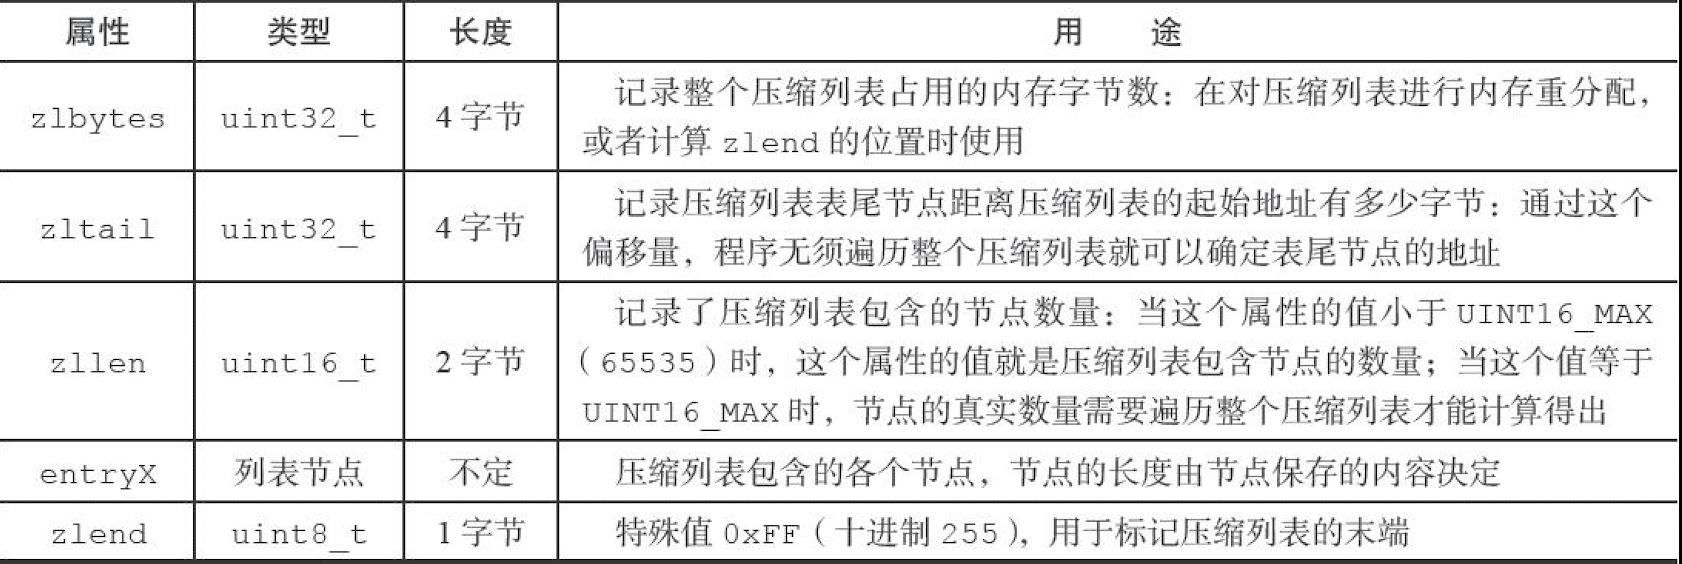 属性 类型 长度 用 途
zlbytes uint32_t 4 字节 记录整个压缩列表占用的内存字节数：在对压缩列表进行内存重分配，
或者计算 zlend 的位置时使用
zltail uint32_t 4 字节 记录压缩列表表尾节点距离压缩列表的起始地址有多少字节：通过这个
偏移量，程序无须遍历整个压缩列表就可以确定表尾节点的地址
zllen uint16_t 2 字节 记录了压缩列表包含的节点数量：当这个属性的值小于 UINT16_MAX
（65535）时，这个属性的值就是压缩列表包含节点的数量；当这个值等于
UINT16_MAX 时，节点的真实数量需要遍历整个压缩列表才能计算得出
entryX 列表节点 不定 压缩列表包含的各个节点，节点的长度由节点保存的内容决定
zlend uint8_t 1 字节 特殊值 0xFF（十进制 255），用于标记压缩列表的末端